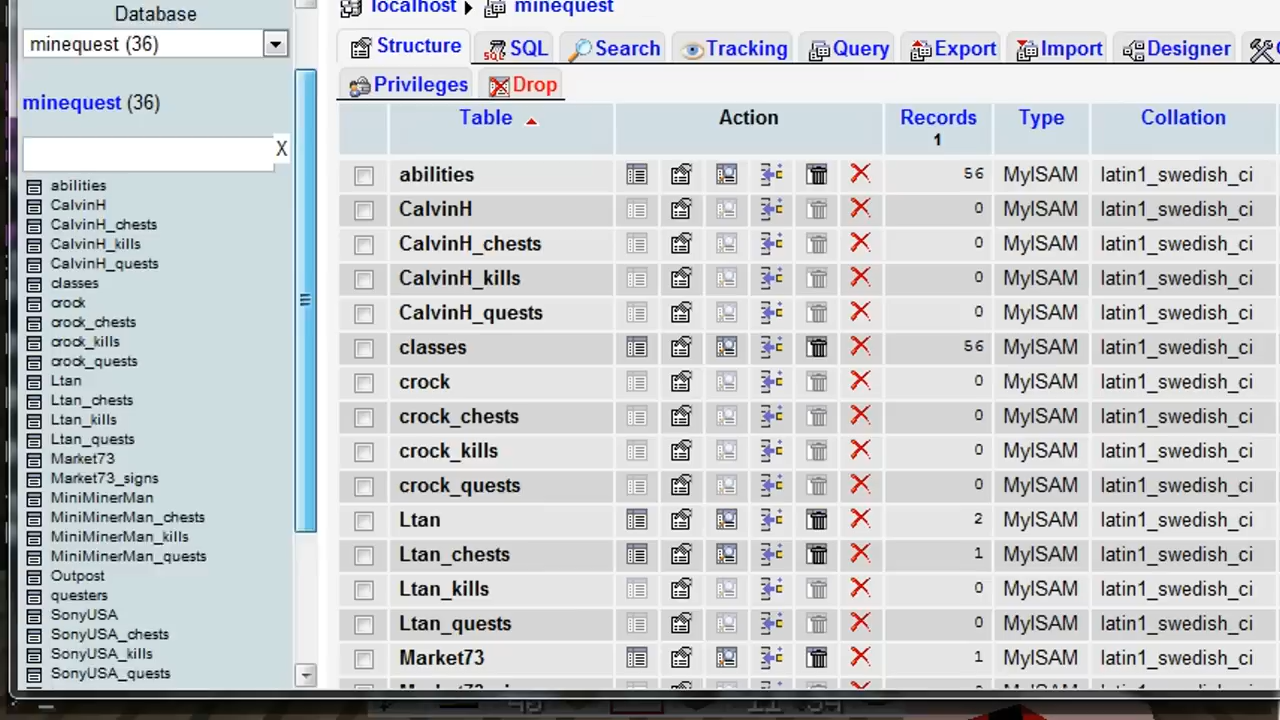 Database
minequest (36)
minequest (36)
X
abilities
CalvinH
CalvinH_chests
CalvinH_kills
CalvinH_quests
classes
crock
crock_chests
crock_kills
crock_quests
Ltan
Ltan_chests
Ltan_kills
Ltan_quests
Market73
Market73_signs
MiniMinerMan
MiniMinerMan_chests
MiniMinerMan_kills
MiniMinerMan_quests
Outpost
questers
SonyUSA
SonyUSA_chests
SonyUSA_kills
SonyUSA_quests
localhost minequest
Structure SQL Search Tracking Query Export Import Designer
Privileges Drop
Table Action Records 1 Type Collation
abilities 56 MyISAM latin1_swedish_ci
CalvinH 0 MyISAM latin1_swedish_ci
CalvinH_chests 0 MyISAM latin1_swedish_ci
CalvinH_kills 0 MyISAM latin1_swedish_ci
CalvinH_quests 0 MyISAM latin1_swedish_ci
classes 56 MyISAM latin1_swedish_ci
crock 0 MyISAM latin1_swedish_ci
crock_chests 0 MyISAM latin1_swedish_ci
crock_kills 0 MyISAM latin1_swedish_ci
crock_quests 0 MyISAM latin1_swedish_ci
Ltan 2 MyISAM latin1_swedish_ci
Ltan_chests 1 MyISAM latin1_swedish_ci
Ltan_kills 0 MyISAM latin1_swedish_ci
Ltan_quests 0 MyISAM latin1_swedish_ci
Market73 1 MyISAM latin1_swedish_ci